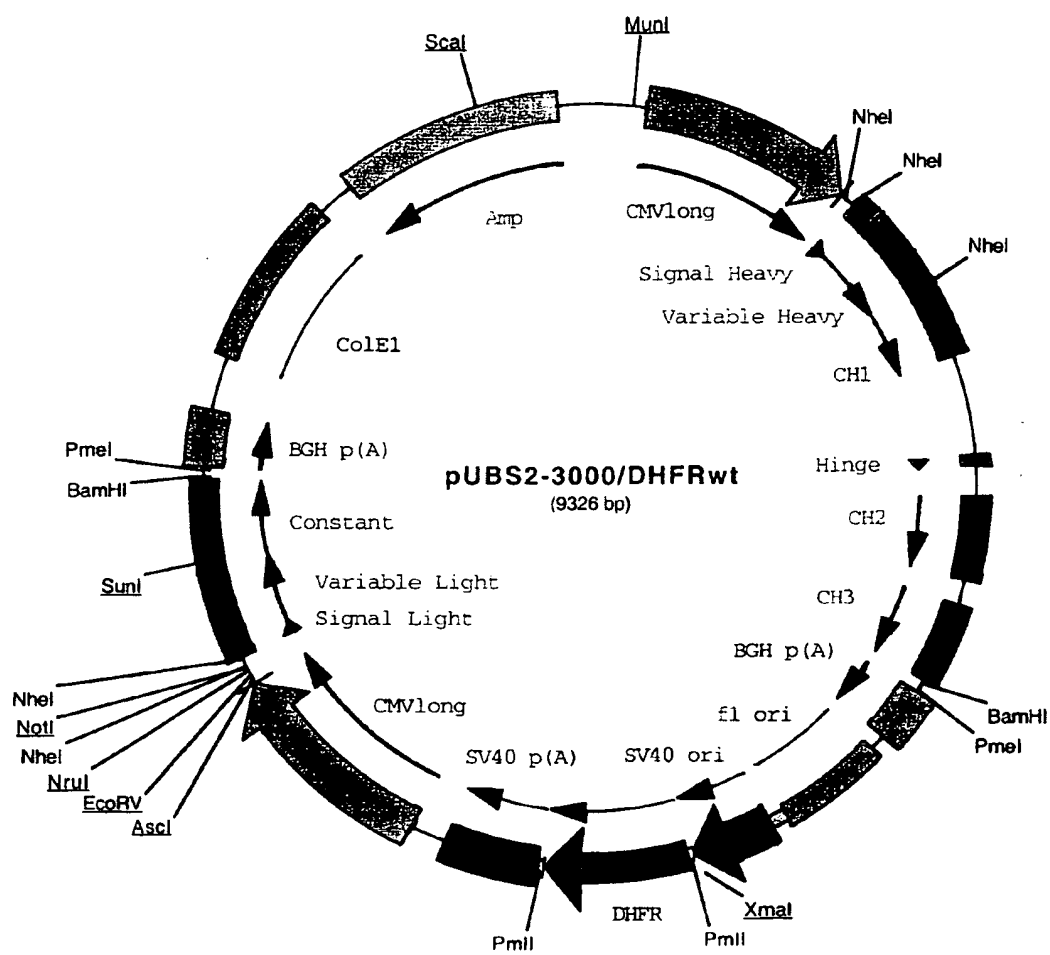 ScaI
MunI
NheI
NheI
NheI
Amp
CMVlong
Signal Heavy
Variable Heavy
ColE1
CH1
PmeI
BGH p(A)
BamHI
pUBS2-3000/DHFRwt
(9326 bp)
Hinge
Constant
CH2
SunI
Variable Light
Signal Light
CH3
BGH p(A)
NheI
NotI
NheI
NruI
EcoRV
AscI
CMVlong
f1 ori
BamHI
PmeI
SV40 p(A)
SV40 ori
DHFR
XmaI
PmlI
PmlI